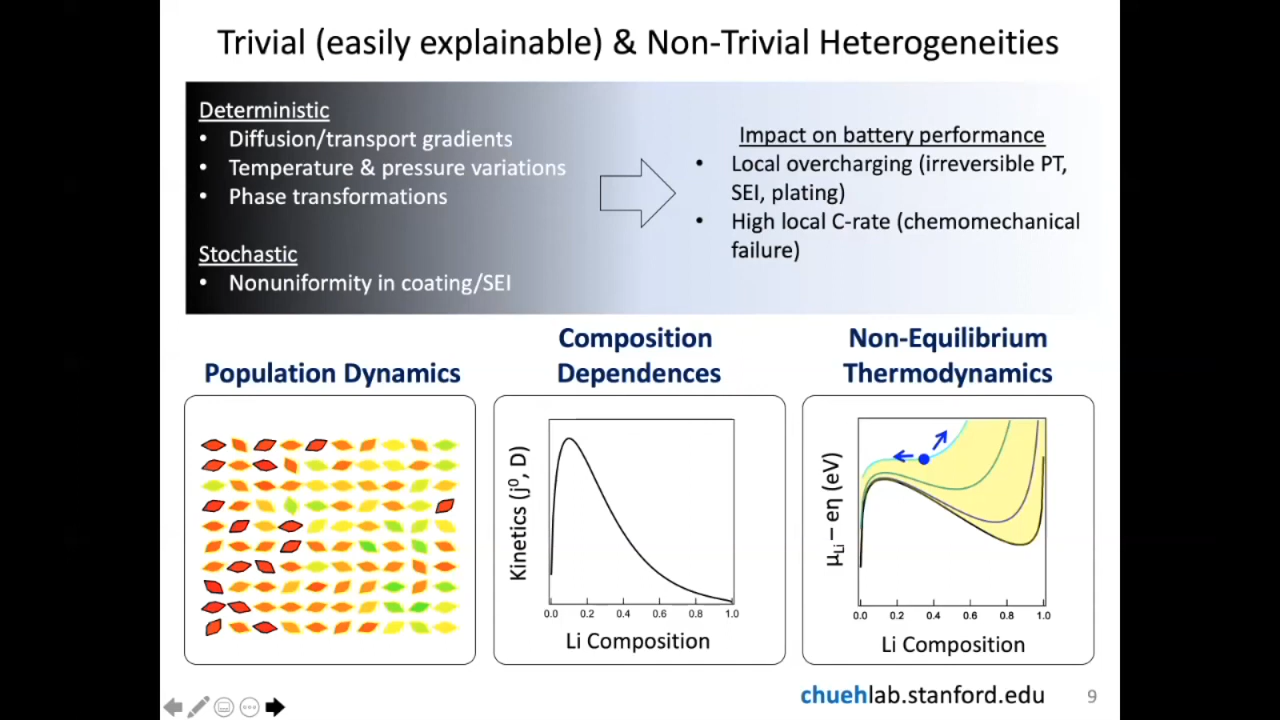 Trivial (easily explainable) & Non-Trivial Heterogeneities
Deterministic
• Diffusion/transport gradients
• Temperature & pressure variations
• Phase transformations
Stochastic
• Nonuniformity in coating/SEI
Impact on battery performance
• Local overcharging (irreversible PT,
SEI, plating)
• High local C-rate (chemomechanical
failure)
Population Dynamics
Composition
Dependences
Kinetics (j⁰, D)
0.0 0.2 0.4 0.6 0.8 1.0
Li Composition
Non-Equilibrium
Thermodynamics
μLi – eη (eV)
0.0 0.2 0.4 0.6 0.8 1.0
Li Composition
chuehlab.stanford.edu
9